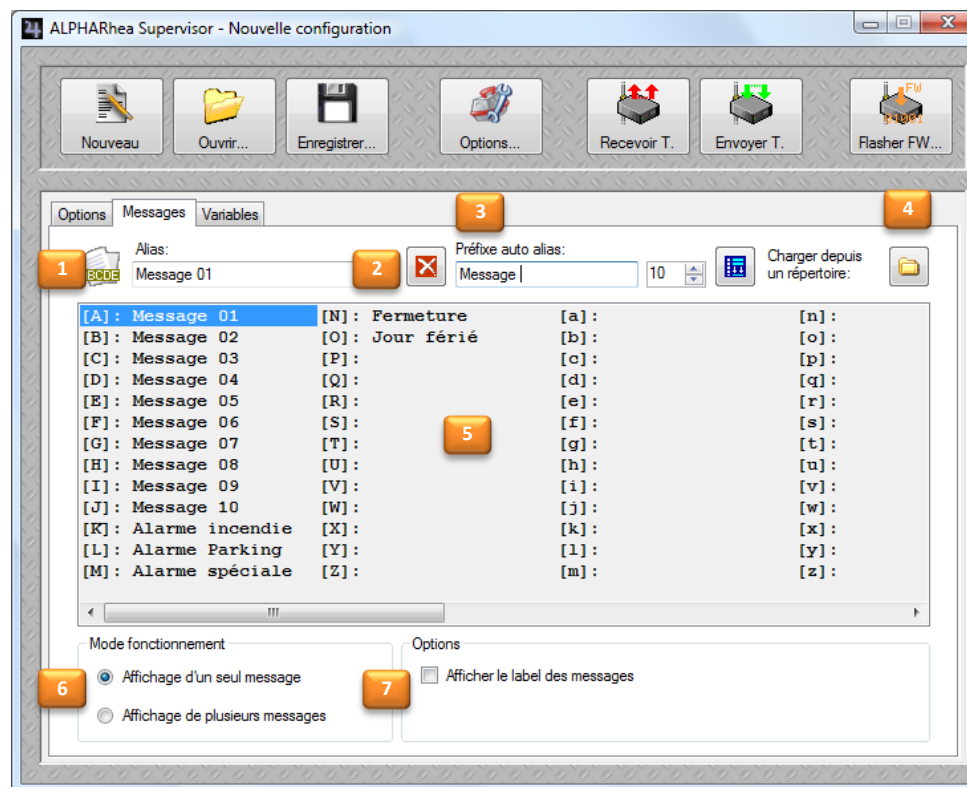 ALPHARhea Supervisor - Nouvelle configuration
Nouveau
Ouvrir...
Enregistrer...
Options...
Recevoir T.
Envoyer T.
FW
Flasher FW...
Options
Messages
Variables
3
4
Alias:
Préfixe auto alias:
Charger depuis
un répertoire:
1
BCDE
Message 01
2
Message
10
[A]: Message 01 [N]: Fermeture [a]: [n]:
[B]: Message 02 [O]: Jour férié [b]: [o]:
[C]: Message 03 [P]: [c]: [p]:
[D]: Message 04 [Q]: [d]: [q]:
[E]: Message 05 [R]: [e]: [r]:
[F]: Message 06 [S]: [f]: [s]:
[G]: Message 07 [T]: [g]: [t]:
[H]: Message 08 [U]: [h]: [u]:
[I]: Message 09 [V]: [i]: [v]:
[J]: Message 10 [W]: [j]: [w]:
[K]: Alarme incendie [X]: [k]: [x]:
[L]: Alarme Parking [Y]: [l]: [y]:
[M]: Alarme spéciale [Z]: [m]: [z]:
5
Mode fonctionnement
Options
6
Affichage d'un seul message
7
Afficher le label des messages
Affichage de plusieurs messages